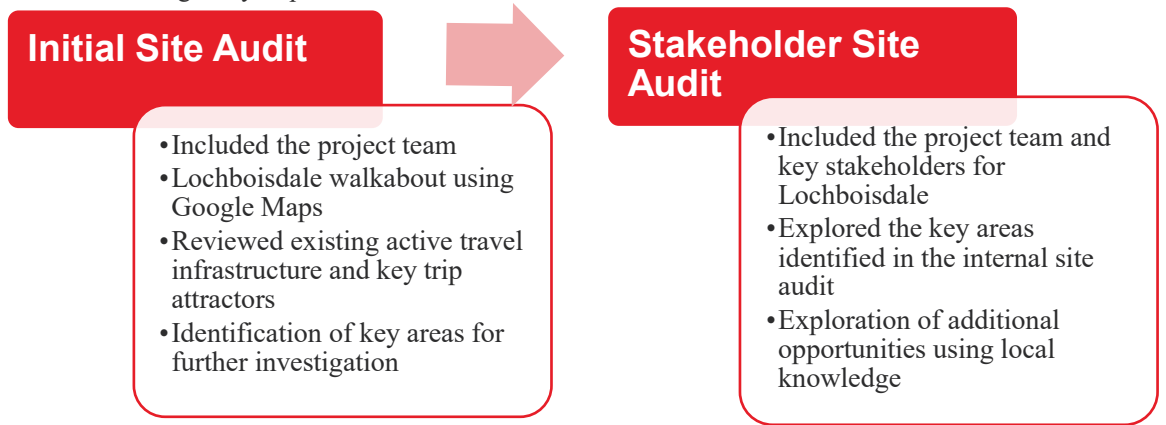 Initial Site Audit
•Included the project team
•Lochboisdale walkabout using
Google Maps
•Reviewed existing active travel
infrastructure and key trip
attractors
•Identification of key areas for
further investigation
Stakeholder Site
Audit
•Included the project team and
key stakeholders for
Lochboisdale
•Explored the key areas
identified in the internal site
audit
•Exploration of additional
opportunities using local
knowledge